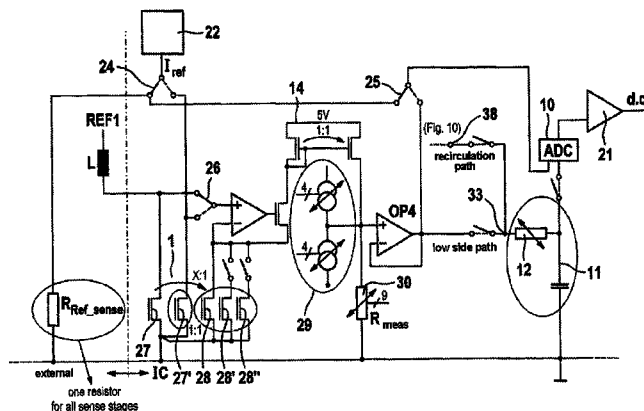 22
24
I_ref
25
14
5V
1:1
REF1
L
26
4
4
29
OP4
(Fig. 10)
38
recirculation
path
10
ADC
21
33
low side path
12
11
1
X:1
30
9
R_meas
R_Ref_sense
27
1:1
27'
28
28'
28"
external
IC
one resistor
for all sense stages